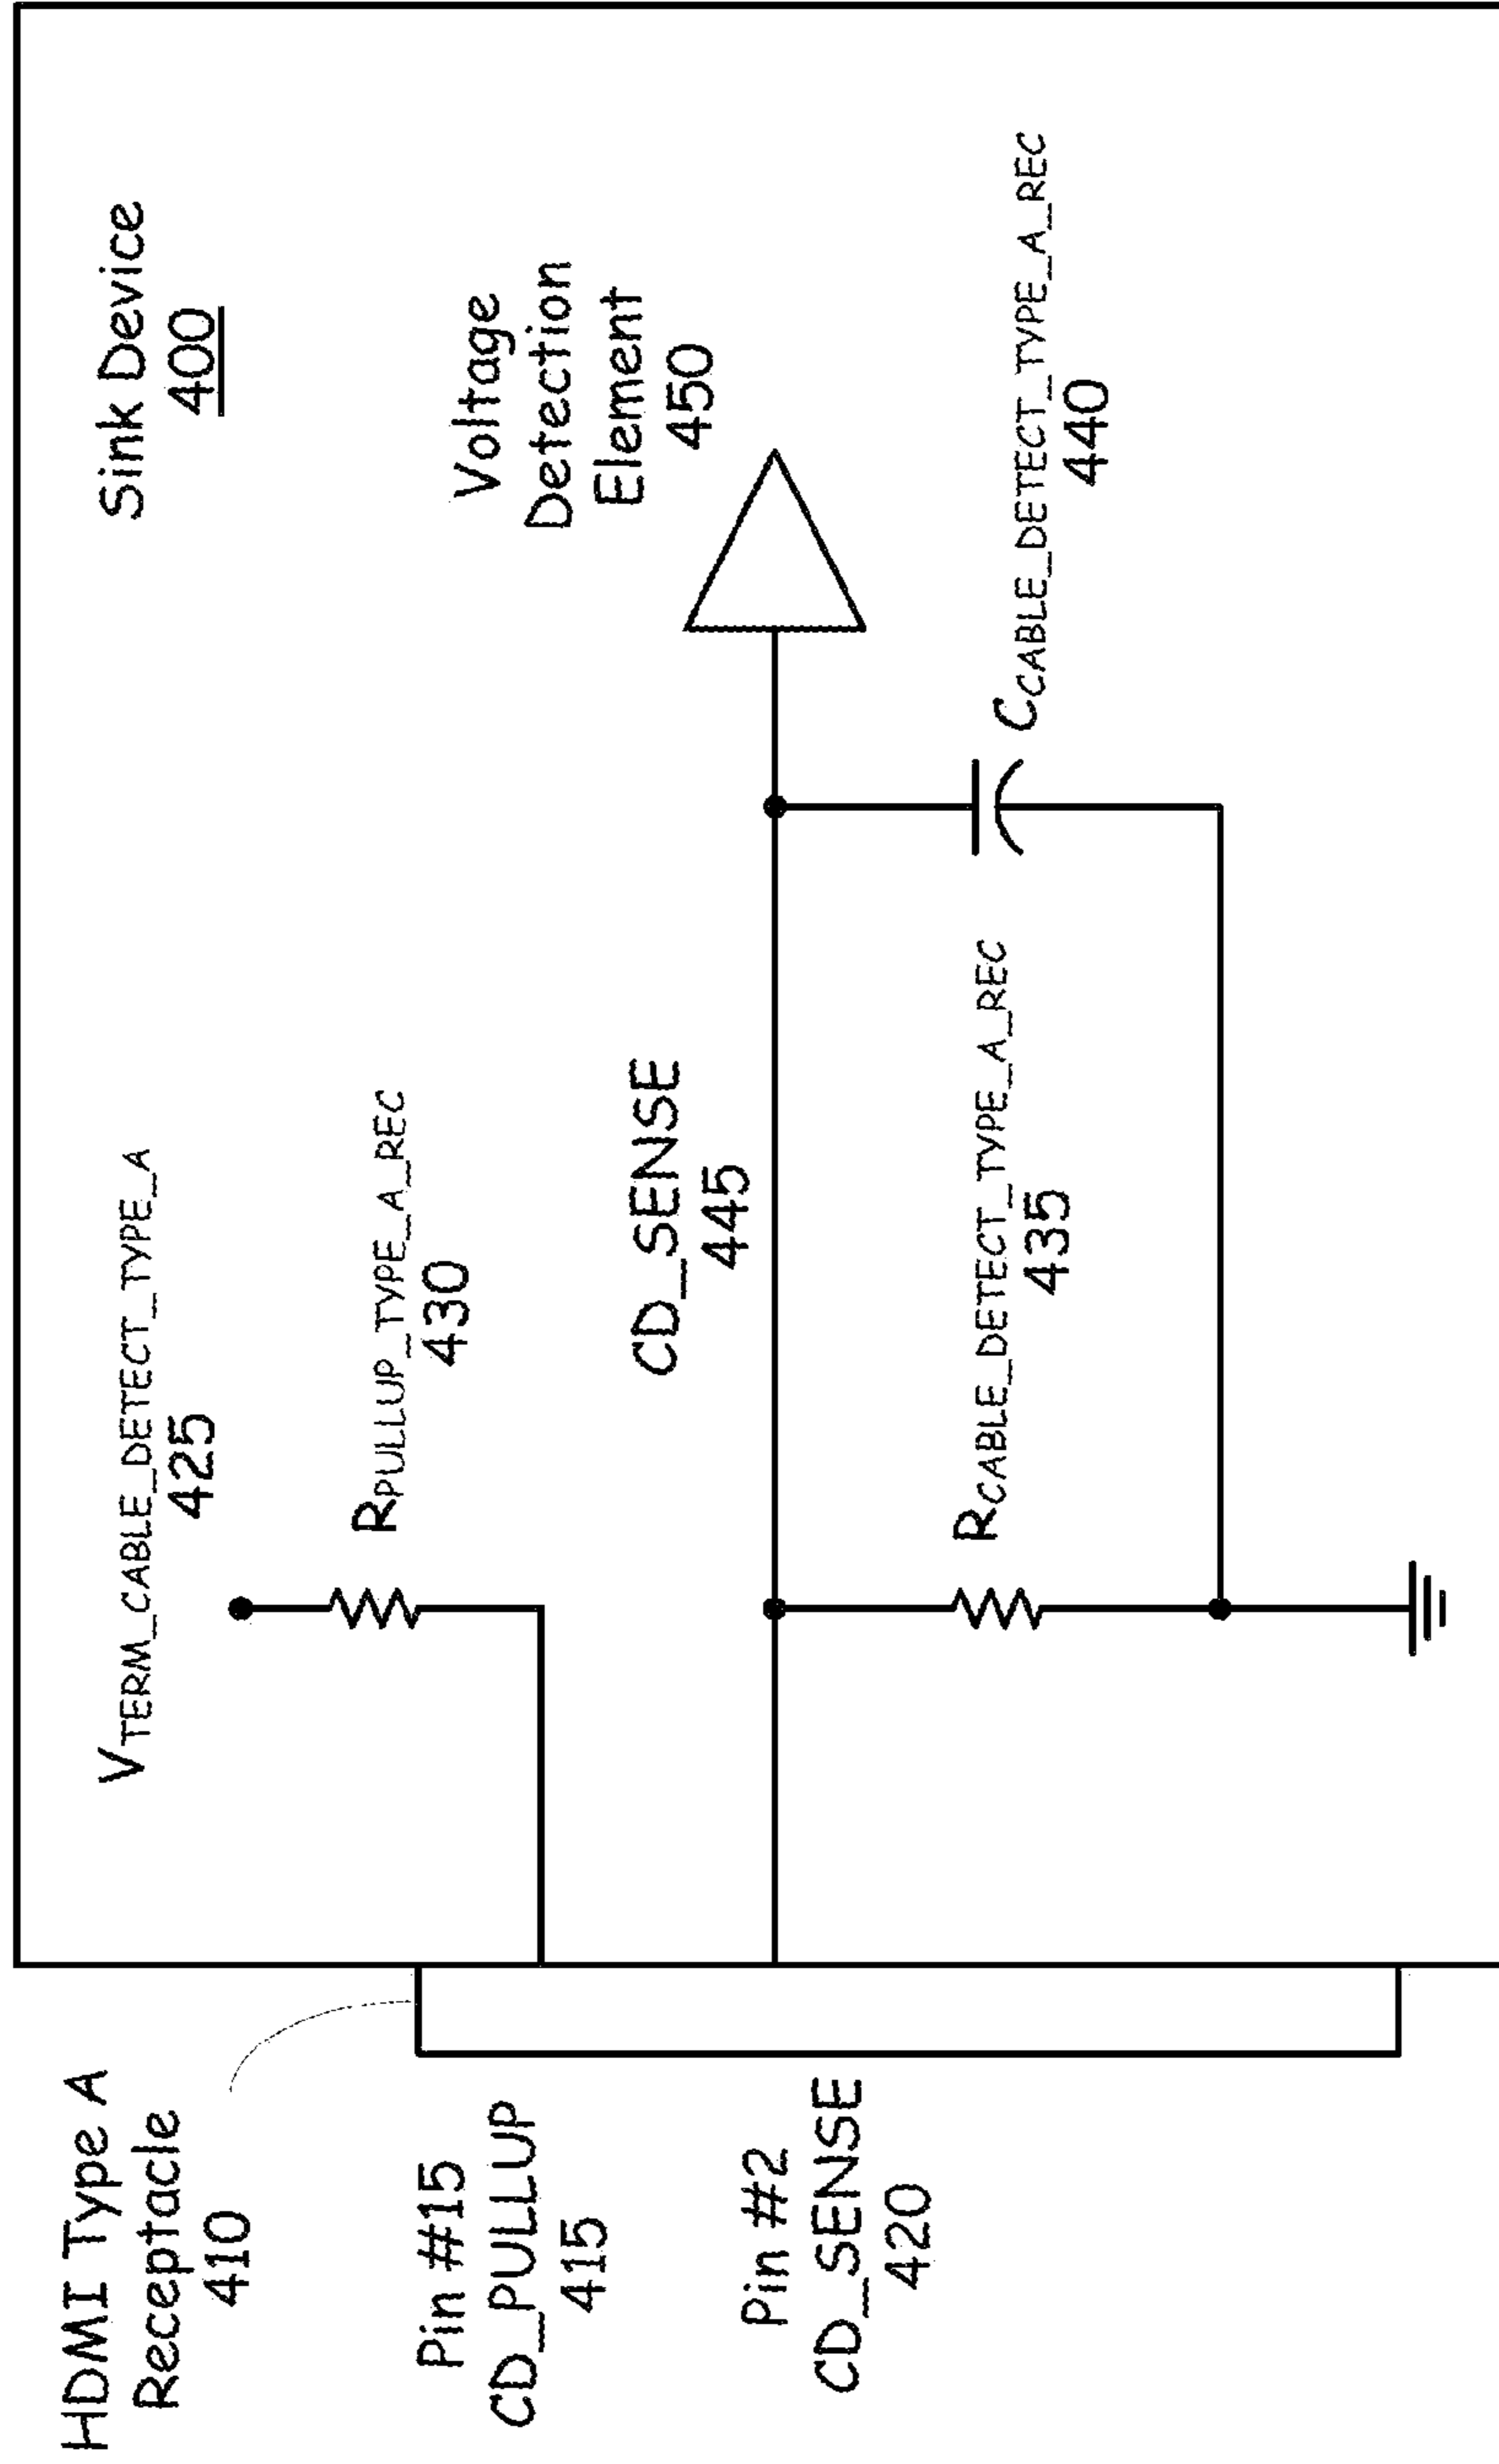 HDMI Type A
Receptacle
410
Pin #15
CD_PULLUP
415
Pin #2
CD_SENSE
420
VTERM_CABLE_DETECT_TYPE_A
425
RPULLUP_TYPE_A_REC
430
CD_SENSE
445
RCABLE_DETECT_TYPE_A_REC
435
Sink Device
400
Voltage
Detection
Element
450
CCABLE_DETECT_TYPE_A_REC
440